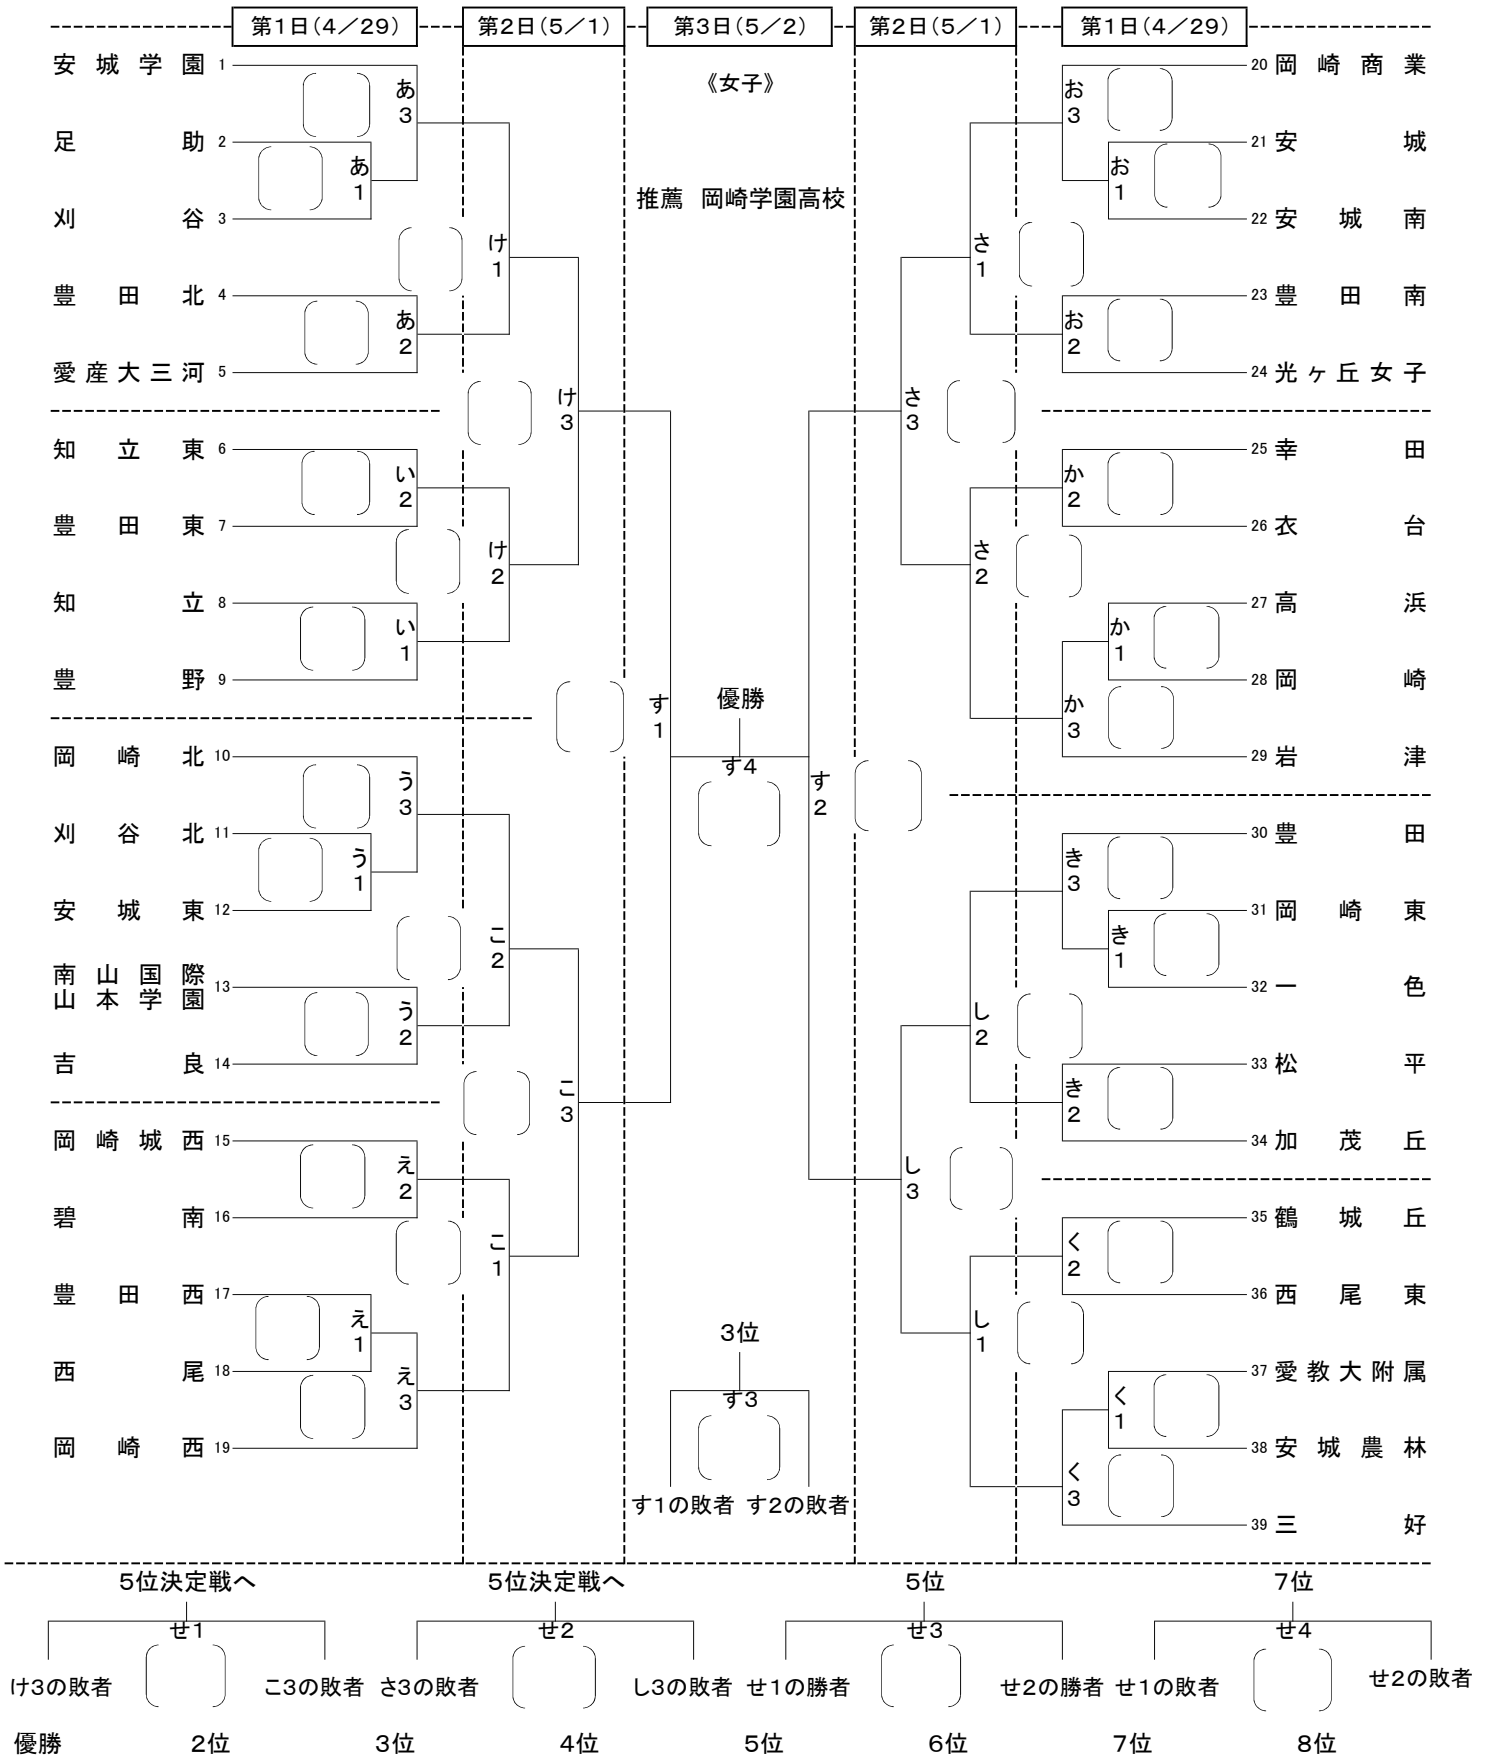 第1日(4/29) 第2日(5/1) 第3日(5/2) 第2日(5/1) 第1日(4/29)
《女子》
推薦 岡崎学園高校
安城学園 1
あ3
足助 2
あ1
刈谷 3
け1
豊田北 4
あ2
愛産大三河 5
け3
知立東 6
い2
豊田東 7
け2
知立 8
い1
豊野 9
す1
岡崎北 10
う3
刈谷北 11
う1
安城東 12
こ2
南山国際
山本学園 13
う2
吉良 14
こ3
岡崎城西 15
え2
碧南 16
こ1
豊田西 17
え1
西尾 18
え3
岡崎西 19
優勝
す4
す2
3位
す3
す1の敗者 す2の敗者
20 岡崎商業
お3
21 安城
お1
22 安城南
さ1
23 豊田南
お2
24 光ヶ丘女子
さ3
25 幸田
か2
26 衣台
さ2
27 高浜
か1
28 岡崎
か3
29 岩津
30 豊田
き3
31 岡崎東
き1
32 一色
し2
33 松平
き2
34 加茂丘
し3
35 鶴城丘
く2
36 西尾東
し1
37 愛教大附属
く1
38 安城農林
く3
39 三好
5位決定戦へ 5位決定戦へ 5位 7位
せ1 せ2 せ3 せ4
け3の敗者 こ3の敗者 さ3の敗者 し3の敗者 せ1の勝者 せ2の勝者 せ1の敗者 せ2の敗者
優勝 2位 3位 4位 5位 6位 7位 8位